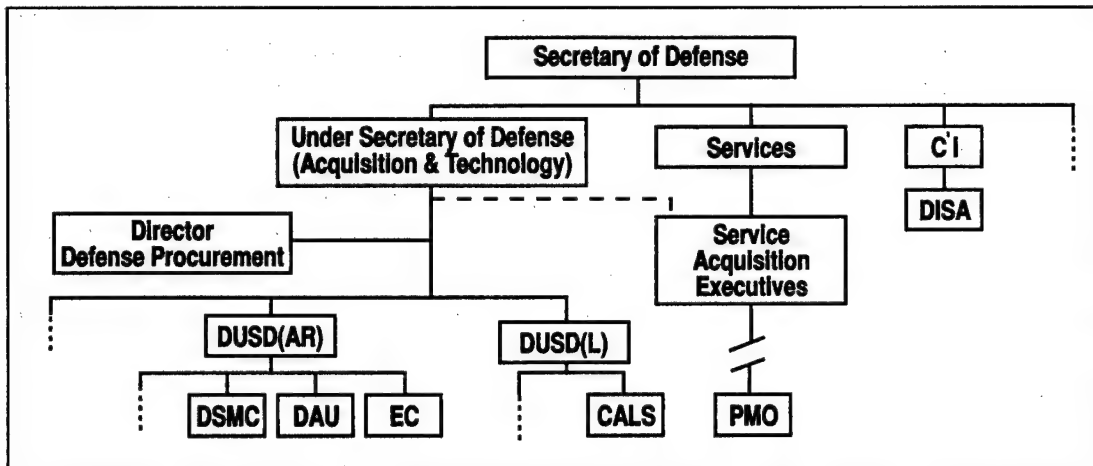 Secretary of Defense
Under Secretary of Defense
(Acquisition & Technology)
Services
C'I
DISA
Director
Defense Procurement
Service
Acquisition
Executives
DUSD(AR)
DUSD(L)
DSMC
DAU
EC
CALS
PMO